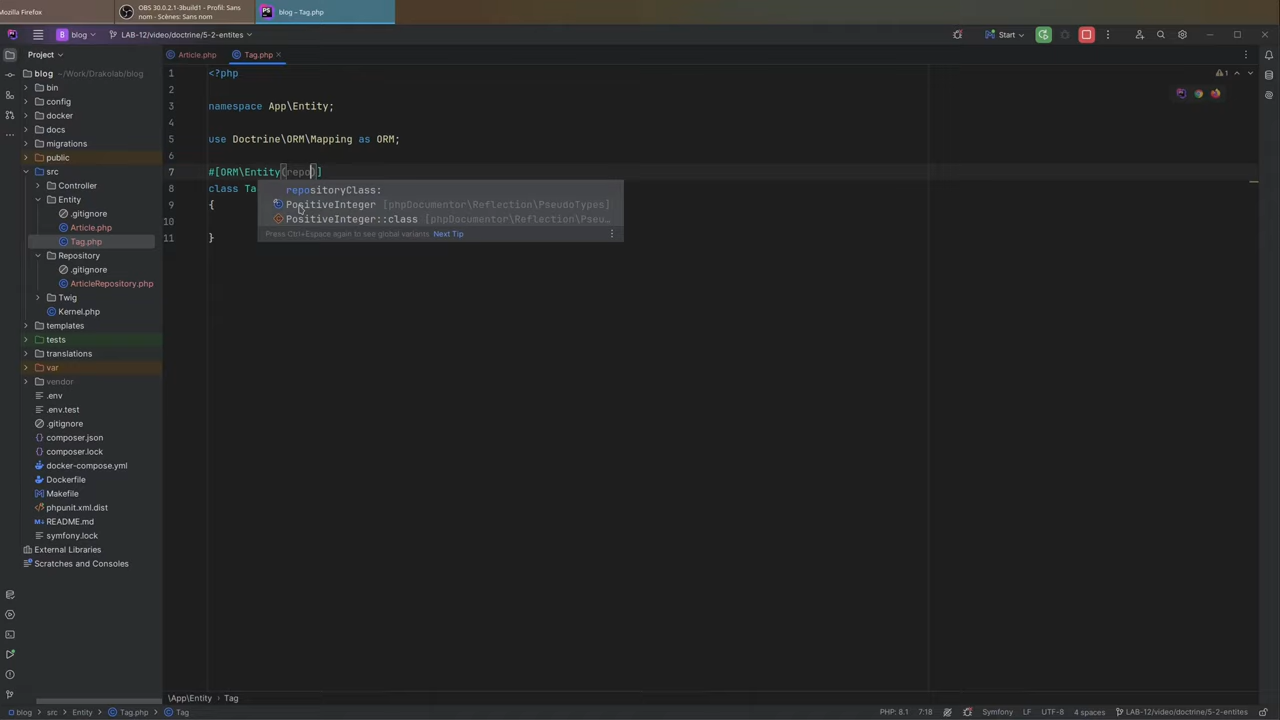 Mozilla Firefox
OBS 30.0.2.1-3build1 - Profil: Sans nom - Scènes: Sans nom
blog – Tag.php
B blog
LAB-12/video/doctrine/5-2-entites
Start
Project
Article.php
Tag.php
blog ~/Work/Drakolab/blog
bin
config
docker
docs
migrations
public
src
Controller
Entity
.gitignore
Article.php
Tag.php
Repository
.gitignore
ArticleRepository.php
Twig
Kernel.php
templates
tests
translations
var
vendor
.env
.env.test
.gitignore
composer.json
composer.lock
docker-compose.yml
Dockerfile
Makefile
phpunit.xml.dist
README.md
symfony.lock
External Libraries
Scratches and Consoles
1 <?php
2
3 namespace App\Entity;
4
5 use Doctrine\ORM\Mapping as ORM;
6
7 #[ORM\Entity(repo)]
8 class Ta
9 {
10
11 }
1
repositoryClass:
PositiveInteger [phpDocumentor\Reflection\PseudoTypes]
PositiveInteger::class [phpDocumentor\Reflection\Pseu…
Press Ctrl+Espace again to see global variants. Next Tip
\App\Entity › Tag
blog › src › Entity › Tag.php › Tag
PHP: 8.1 7:18 Symfony LF UTF-8 4 spaces LAB-12/video/doctrine/5-2-entites